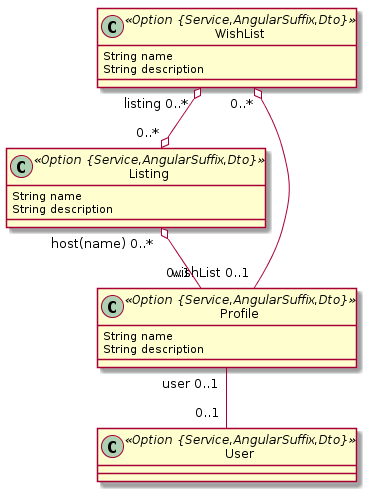 C «Option {Service,AngularSuffix,Dto}»
WishList
String name
String description
listing 0..* 0..*
0..*
C «Option {Service,AngularSuffix,Dto}»
Listing
String name
String description
host(name) 0..*
0..1 wishList 0..1
C «Option {Service,AngularSuffix,Dto}»
Profile
String name
String description
user 0..1
0..1
C «Option {Service,AngularSuffix,Dto}»
User